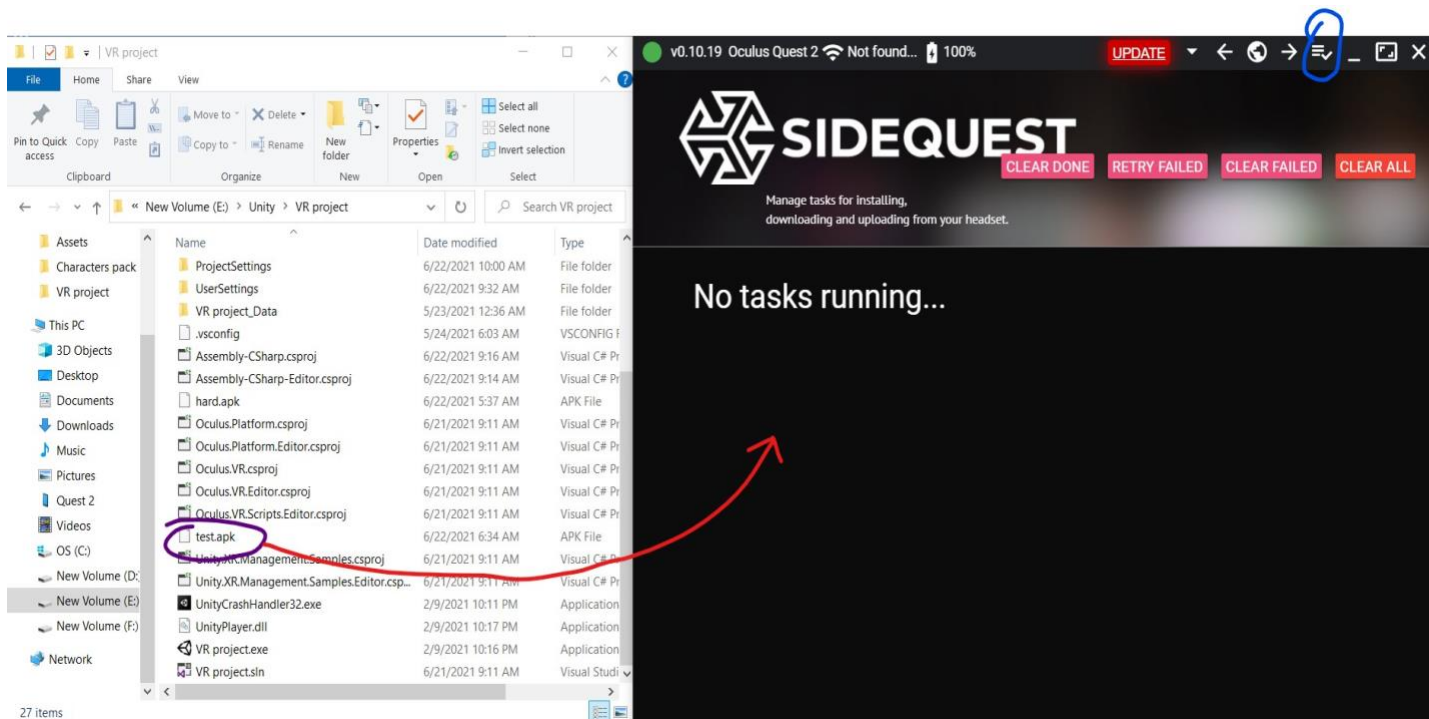 VR project
File Home Share View
Pin to Quick access
Copy
Paste
Move to
Copy to
Delete
Rename
New folder
Properties
Select all
Select none
Invert selection
Clipboard Organize New Open Select
« New Volume (E:) > Unity > VR project
Search VR project
Assets
Characters pack
VR project
This PC
3D Objects
Desktop
Documents
Downloads
Music
Pictures
Quest 2
Videos
OS (C:)
New Volume (D:
New Volume (E:)
New Volume (F:)
Network
Name Date modified Type
ProjectSettings 6/22/2021 10:00 AM File folder
UserSettings 6/22/2021 9:32 AM File folder
VR project_Data 5/23/2021 12:36 AM File folder
.vsconfig 5/24/2021 6:03 AM VSCONFIG F
Assembly-CSharp.csproj 6/22/2021 9:16 AM Visual C# Pr
Assembly-CSharp-Editor.csproj 6/22/2021 9:14 AM Visual C# Pr
hard.apk 6/22/2021 5:37 AM APK File
Oculus.Platform.csproj 6/21/2021 9:11 AM Visual C# Pr
Oculus.Platform.Editor.csproj 6/21/2021 9:11 AM Visual C# Pr
Oculus.VR.csproj 6/21/2021 9:11 AM Visual C# Pr
Oculus.VR.Editor.csproj 6/21/2021 9:11 AM Visual C# Pr
Oculus.VR.Scripts.Editor.csproj 6/21/2021 9:11 AM Visual C# Pr
test.apk 6/22/2021 6:34 AM APK File
Unity.XR.Management.Samples.csproj 6/21/2021 9:11 AM Visual C# Pr
Unity.XR.Management.Samples.Editor.csp... 6/21/2021 9:11 AM Visual C# Pr
UnityCrashHandler32.exe 2/9/2021 10:11 PM Application
UnityPlayer.dll 2/9/2021 10:17 PM Application
VR project.exe 2/9/2021 10:16 PM Application
VR project.sln 6/21/2021 9:11 AM Visual Studi
27 items
v0.10.19 Oculus Quest 2 Not found... 100%
UPDATE
SIDEQUEST
CLEAR DONE RETRY FAILED CLEAR FAILED CLEAR ALL
Manage tasks for installing,
downloading and uploading from your headset.
No tasks running...